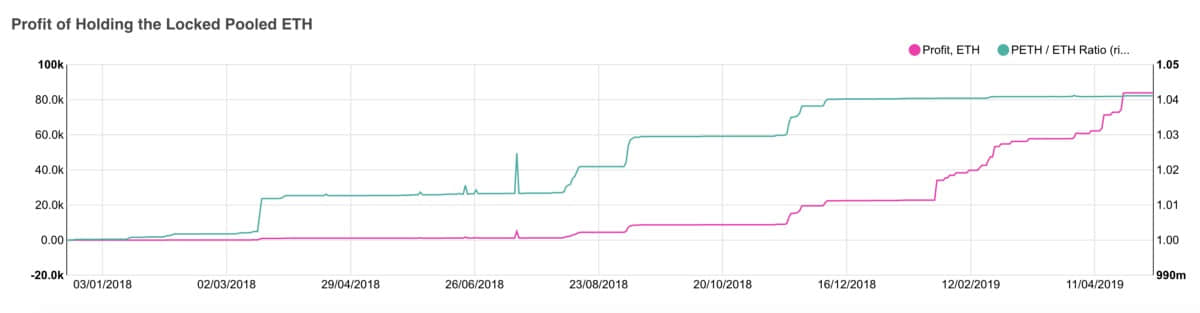 Profit of Holding the Locked Pooled ETH
Profit, ETH PETH / ETH Ratio (ri...
100k 1.05
80.0k 1.04
60.0k 1.03
40.0k 1.02
20.0k 1.01
0.00 1.00
-20.0k 990m
03/01/2018 02/03/2018 29/04/2018 26/06/2018 23/08/2018 20/10/2018 16/12/2018 12/02/2019 11/04/2019